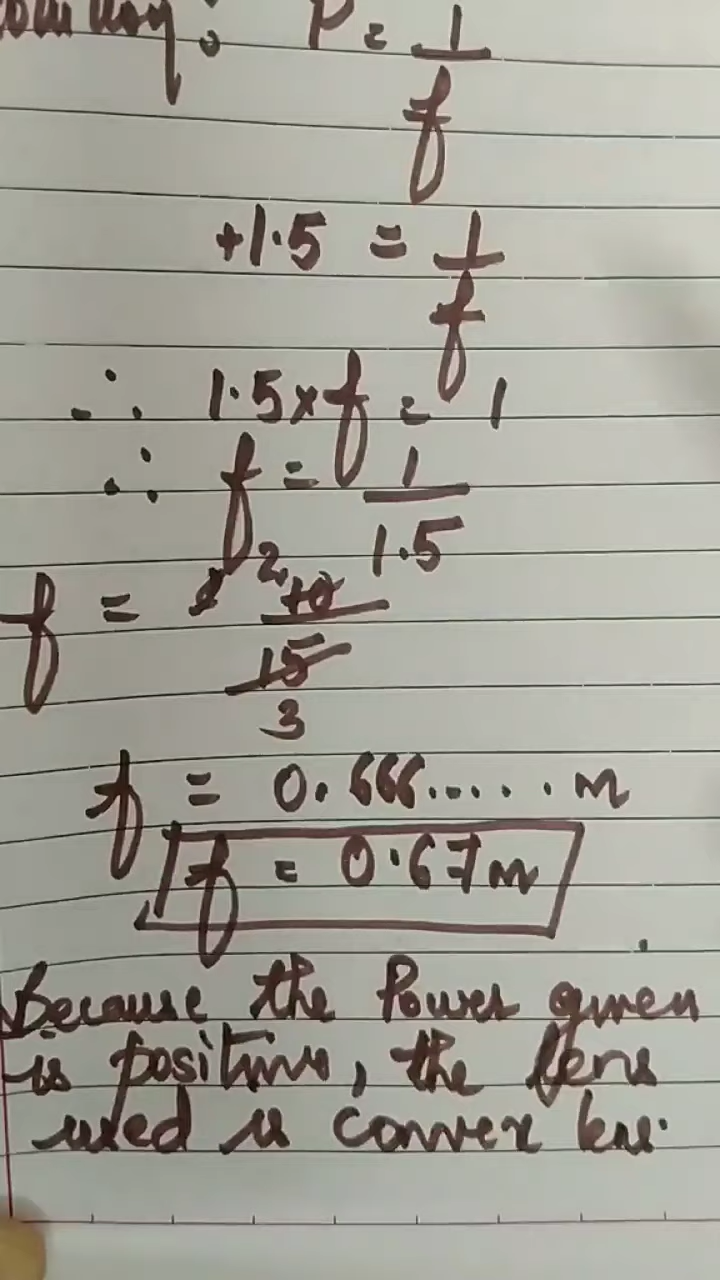 P = 1/f
+1.5 = 1/f
∴ 1.5 × f = 1
∴ f = 1/1.5
f = 2 10/15 3
f = 0.666..... m
f = 0.67 m
Because the Power given
is positive, the lens
used is convex lens.